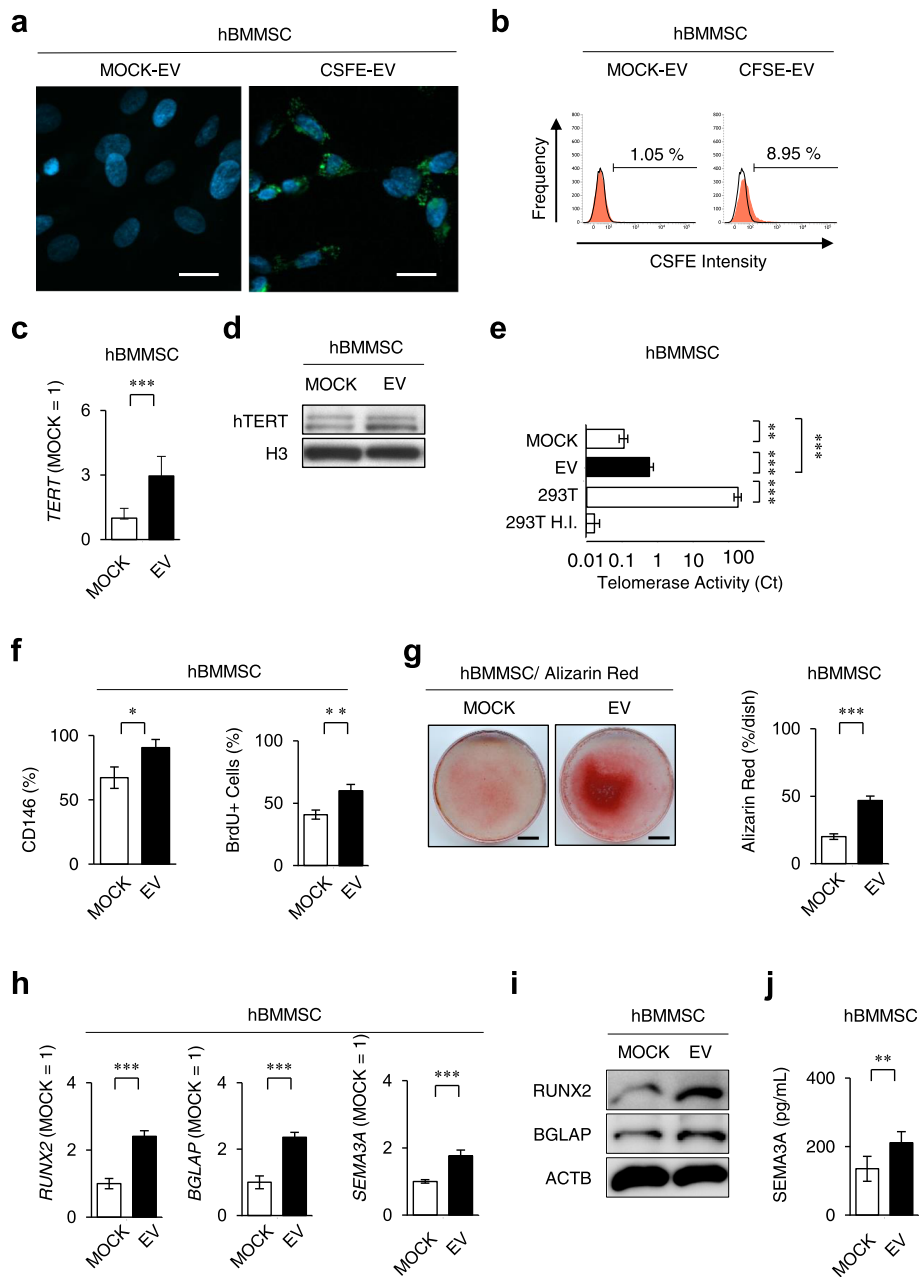 a
hBMMSC
MOCK-EV CSFE-EV
b
hBMMSC
MOCK-EV CFSE-EV
Frequency
1.05 %
8.95 %
CSFE Intensity
c
hBMMSC
TERT (MOCK = 1)
***
6
3
0
MOCK EV
d
hBMMSC
MOCK EV
hTERT
H3
e
hBMMSC
MOCK
EV
293T
293T H.I.
**
***
***
***
0.01 0.1 1 10 100
Telomerase Activity (Ct)
f
hBMMSC
CD146 (%)
*
100
50
0
MOCK EV
BrdU+ Cells (%)
**
100
50
0
MOCK EV
g
hBMMSC/ Alizarin Red
MOCK EV
hBMMSC
Alizarin Red (%/dish)
***
100
50
0
MOCK EV
h
hBMMSC
RUNX2 (MOCK = 1)
***
4
2
0
MOCK EV
BGLAP (MOCK = 1)
***
4
2
0
MOCK EV
SEMA3A (MOCK = 1)
***
4
2
0
MOCK EV
i
hBMMSC
MOCK EV
RUNX2
BGLAP
ACTB
j
hBMMSC
SEMA3A (pg/mL)
**
400
200
0
MOCK EV